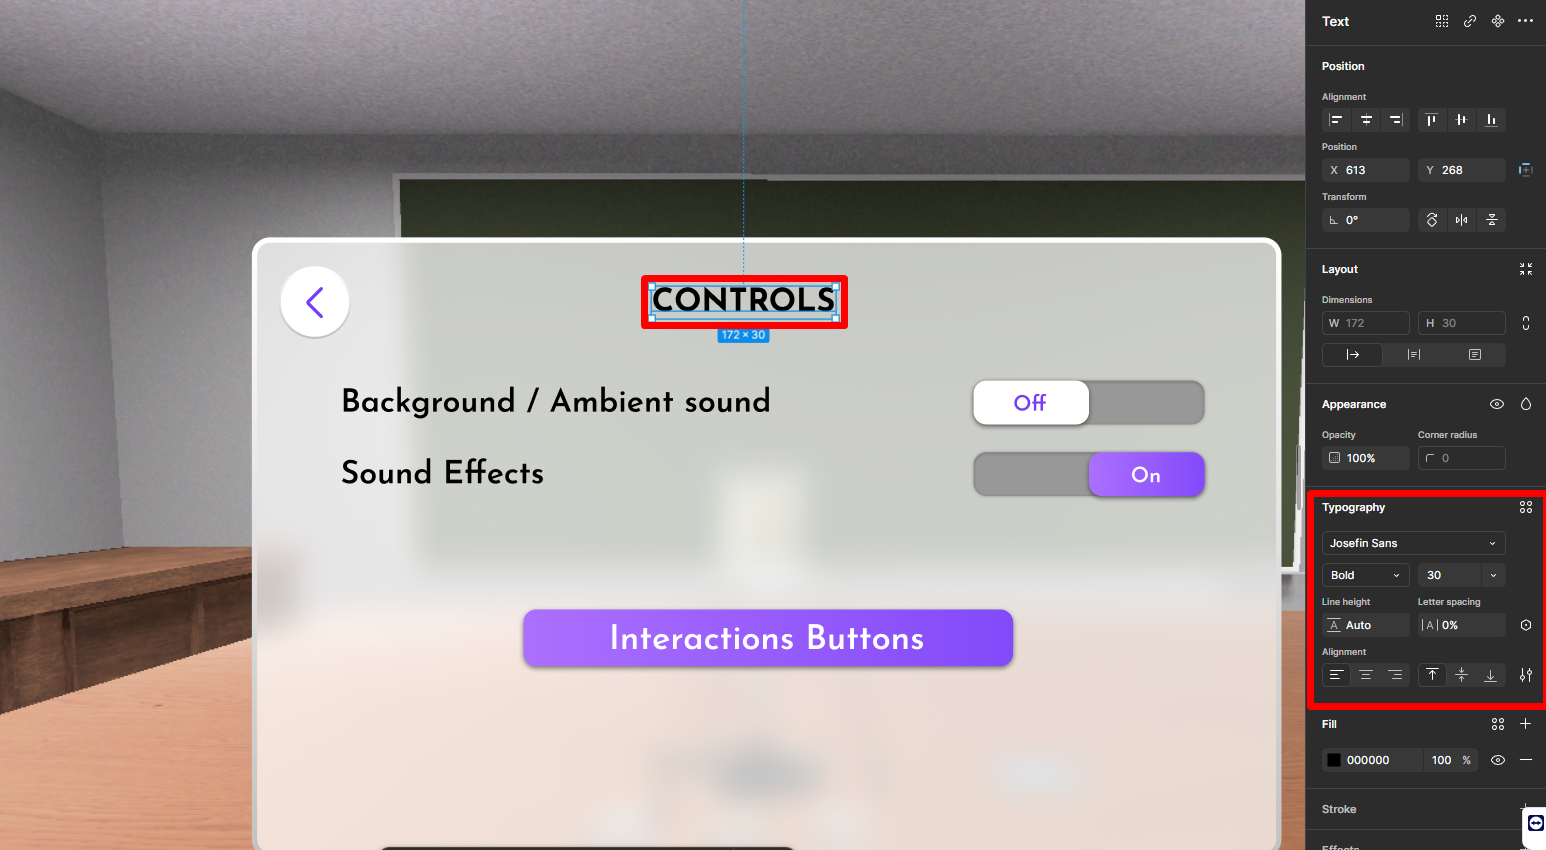 Text
Position
Alignment
Position
X 613
Y 268
Transform
0°
Layout
Dimensions
W 172
H 30
Appearance
Opacity
Corner radius
100%
0
Typography
Josefin Sans
Bold
30
Line height
Letter spacing
A Auto
|A| 0%
Alignment
Fill
000000
100 %
Stroke
Effects
CONTROLS
172 × 30
Background / Ambient sound
Off
Sound Effects
On
Interactions Buttons